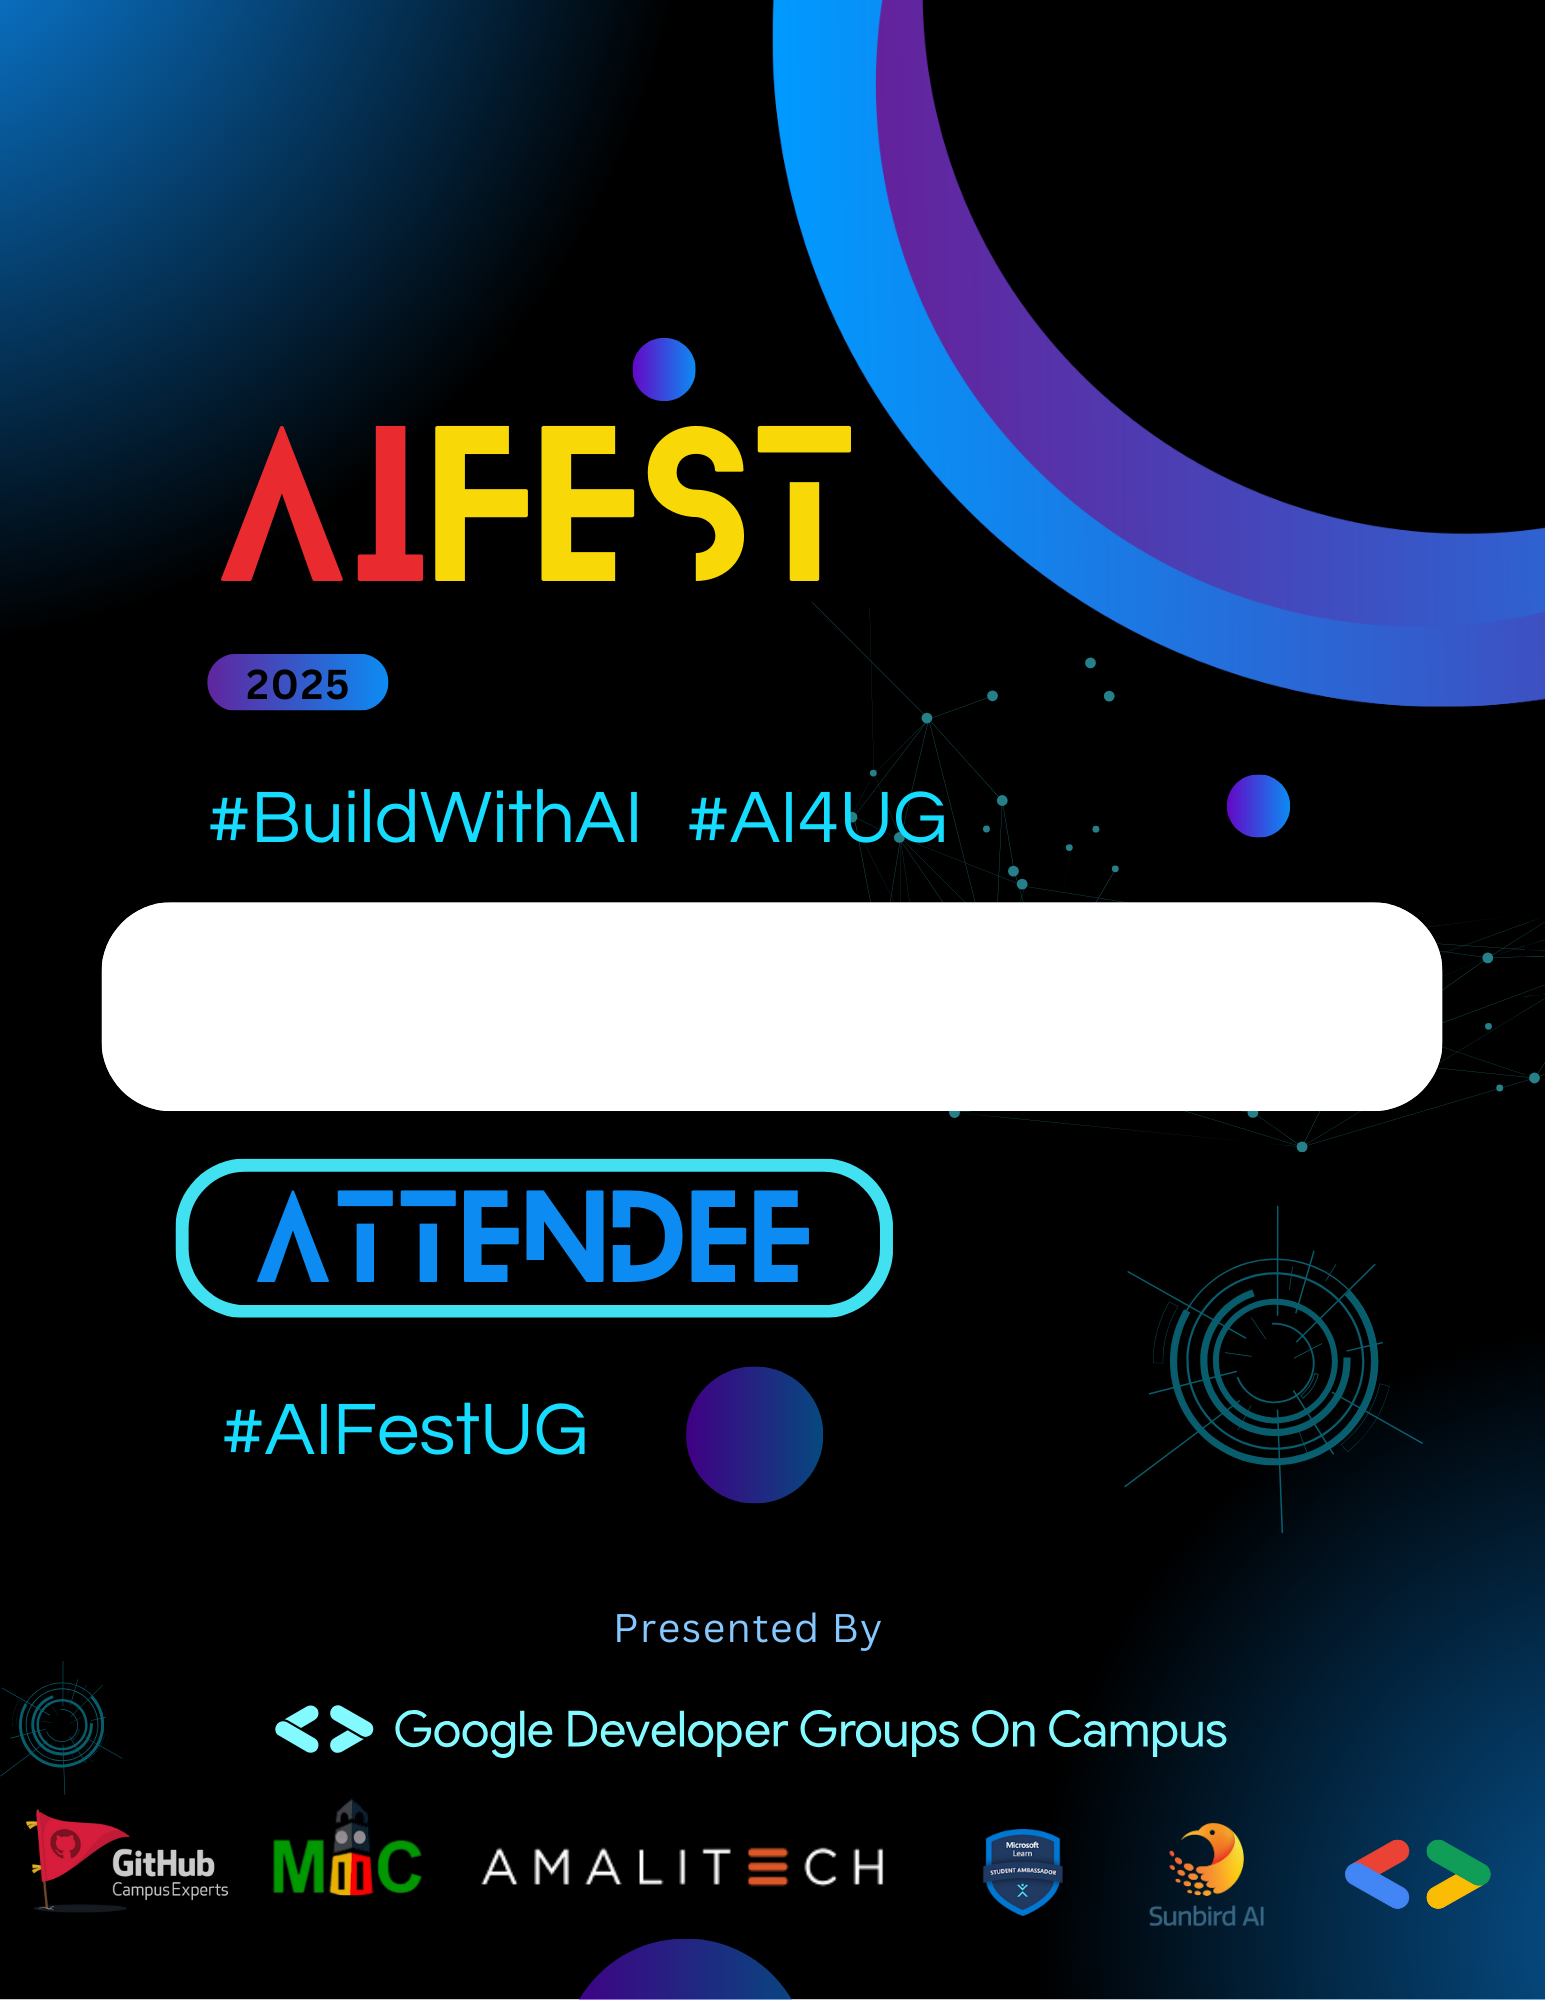 AIFEST
2025
#BuildWithAI #AI4UG
ATTENDEE
#AIFestUG
Presented By
Google Developer Groups On Campus
GitHub
Campus Experts
MIIC
AMALITECH
Microsoft
Learn
STUDENT AMBASSADOR
Sunbird AI